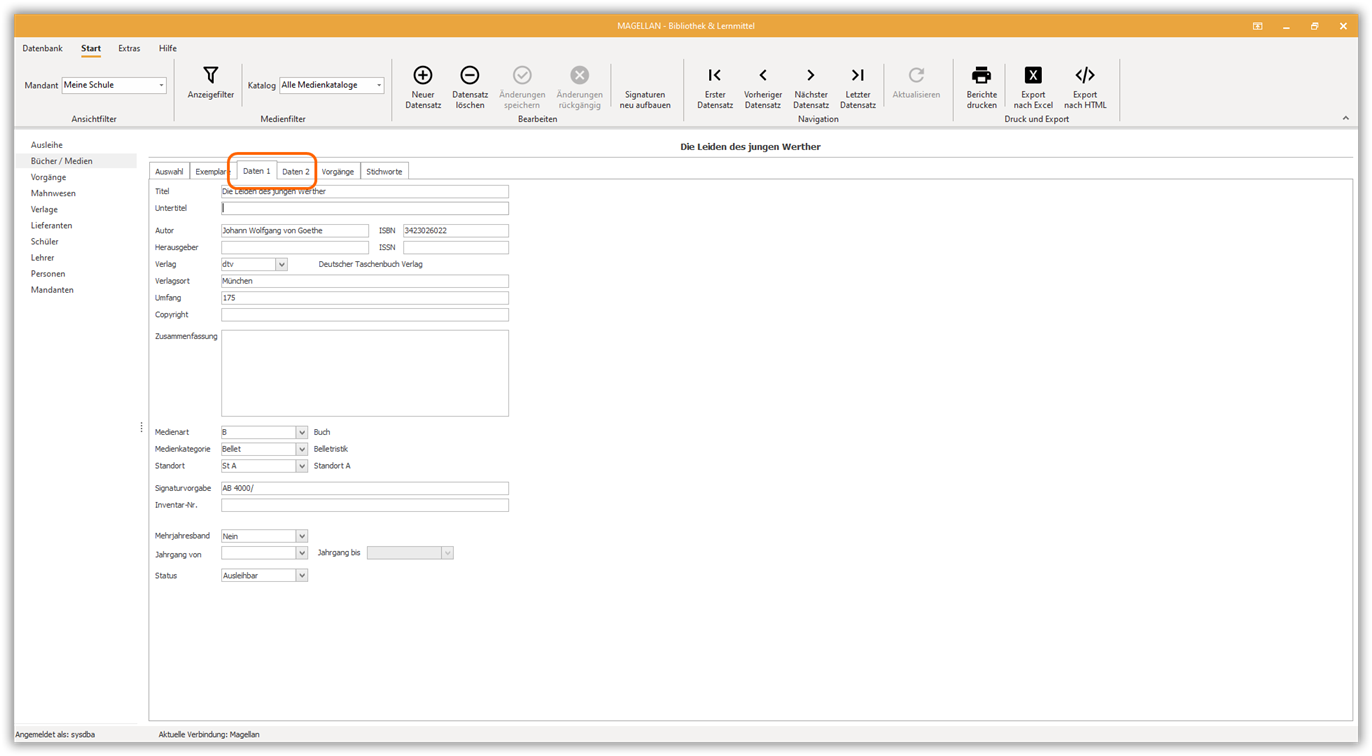 MAGELLAN - Bibliothek & Lernmittel
Datenbank Start Extras Hilfe
Mandant Meine Schule
Ansichtfilter
Anzeigefilter
Katalog Alle Medienkataloge
Medienfilter
Neuer Datensatz
Datensatz löschen
Änderungen speichern
Änderungen rückgängig
Signaturen neu aufbauen
Bearbeiten
Erster Datensatz
Vorheriger Datensatz
Nächster Datensatz
Letzter Datensatz
Aktualisieren
Navigation
Berichte drucken
X
Export nach Excel
Export nach HTML
Druck und Export
Ausleihe
Bücher / Medien
Vorgänge
Mahnwesen
Verlage
Lieferanten
Schüler
Lehrer
Personen
Mandanten
Die Leiden des jungen Werther
Auswahl Exemplare Daten 1 Daten 2 Vorgänge Stichworte
Titel Die Leiden des jungen Werther
Untertitel
Autor Johann Wolfgang von Goethe ISBN 3423026022
Herausgeber ISSN
Verlag dtv Deutscher Taschenbuch Verlag
Verlagsort München
Umfang 175
Copyright
Zusammenfassung
Medienart B Buch
Medienkategorie Bellet Belletristik
Standort St A Standort A
Signaturvorgabe AB 4000/
Inventar-Nr.
Mehrjahresband Nein
Jahrgang von Jahrgang bis
Status Ausleihbar
Angemeldet als: sysdba Aktuelle Verbindung: Magellan